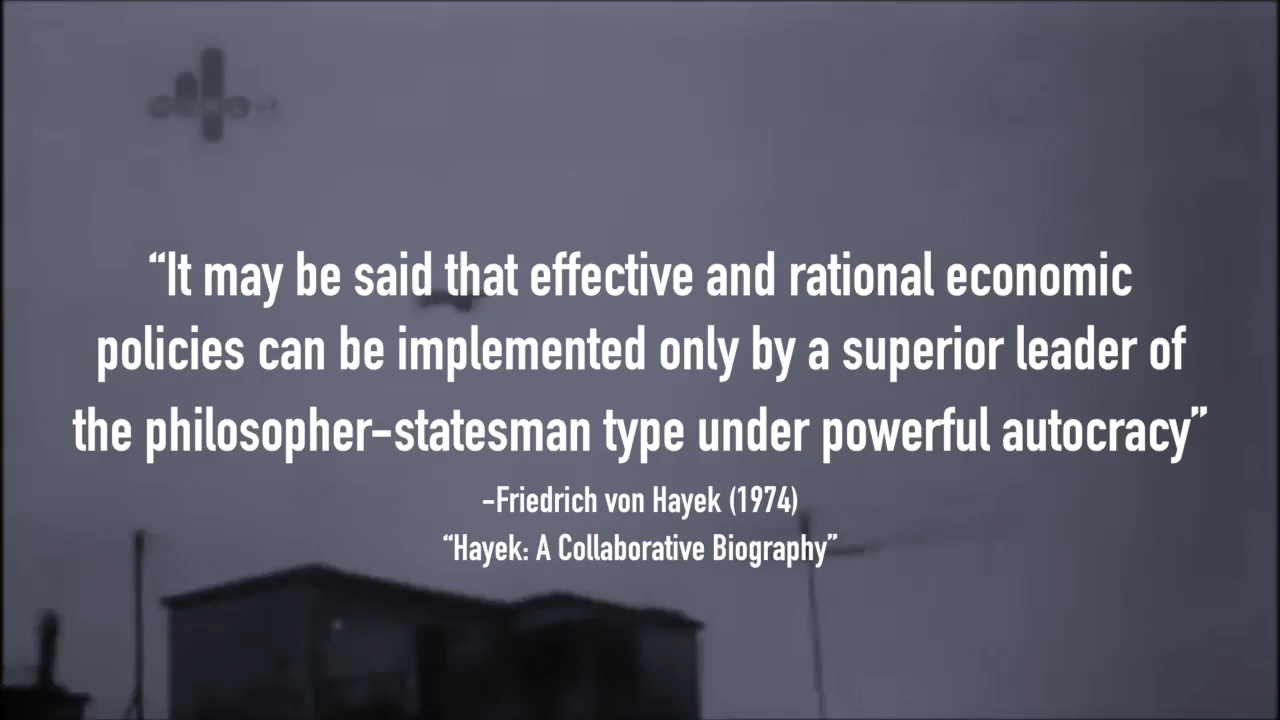 “It may be said that effective and rational economic
policies can be implemented only by a superior leader of
the philosopher-statesman type under powerful autocracy”
-Friedrich von Hayek (1974)
“Hayek: A Collaborative Biography”